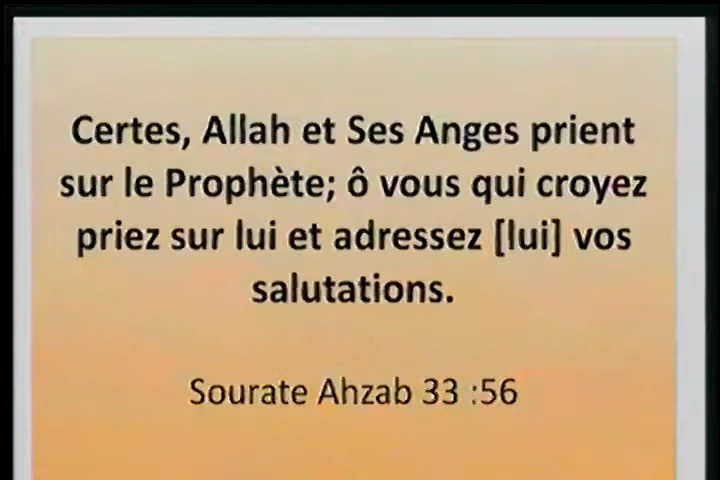 Certes, Allah et Ses Anges prient
sur le Prophète; ô vous qui croyez
priez sur lui et adressez [lui] vos
salutations.
Sourate Ahzab 33 :56